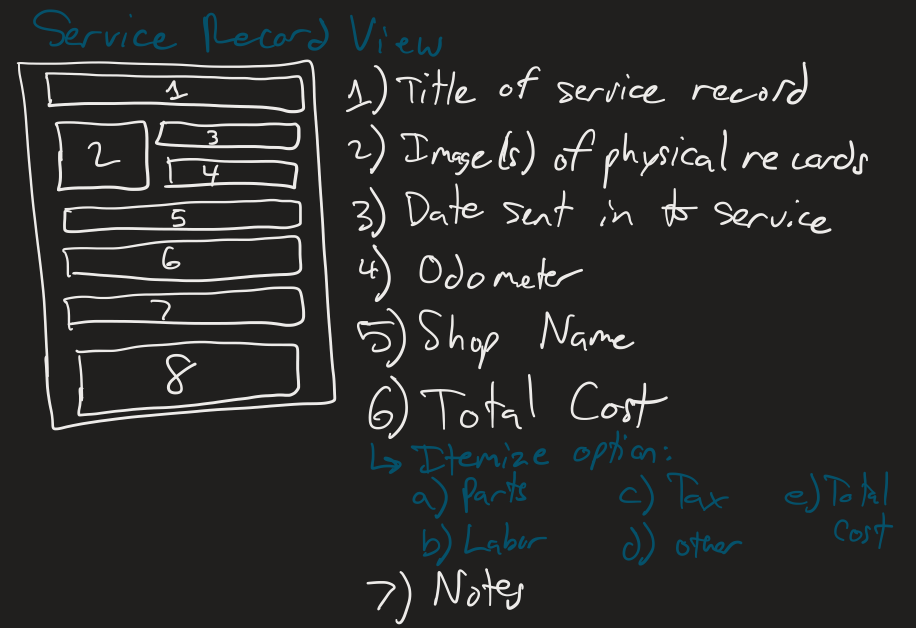 Service Record View
1
2
3
4
5
6
7
8
1) Title of service record
2) Image(s) of physical recards
3) Date sent in to service
4) Odometer
5) Shop Name
6) Total Cost
↳ Itemize option:
a) Parts
b) Labor
c) Tax
d) other
e) Total
Cost
7) Notes